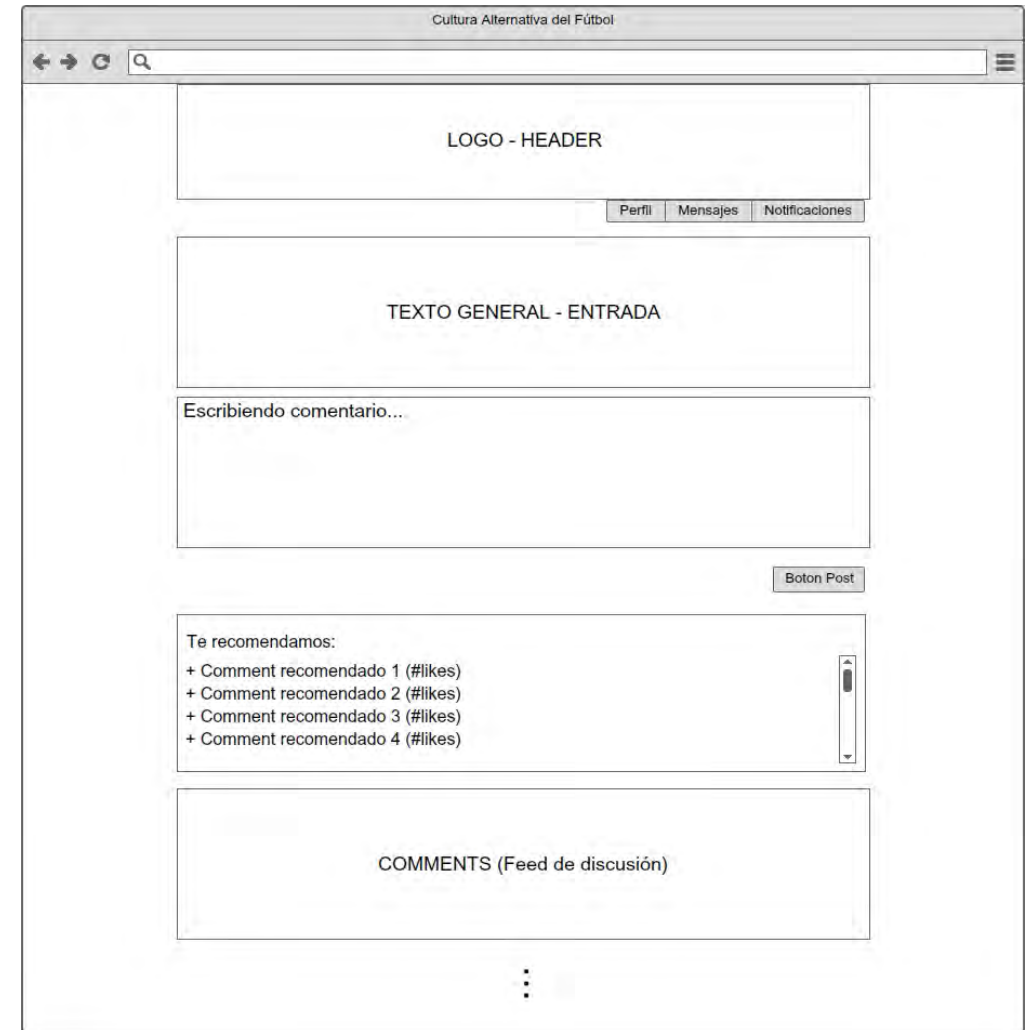 Cultura Alternativa del Fútbol
LOGO - HEADER
Perfil Mensajes Notificaciones
TEXTO GENERAL - ENTRADA
Escribiendo comentario...
Boton Post
Te recomendamos:
+ Comment recomendado 1 (#likes)
+ Comment recomendado 2 (#likes)
+ Comment recomendado 3 (#likes)
+ Comment recomendado 4 (#likes)
COMMENTS (Feed de discusión)